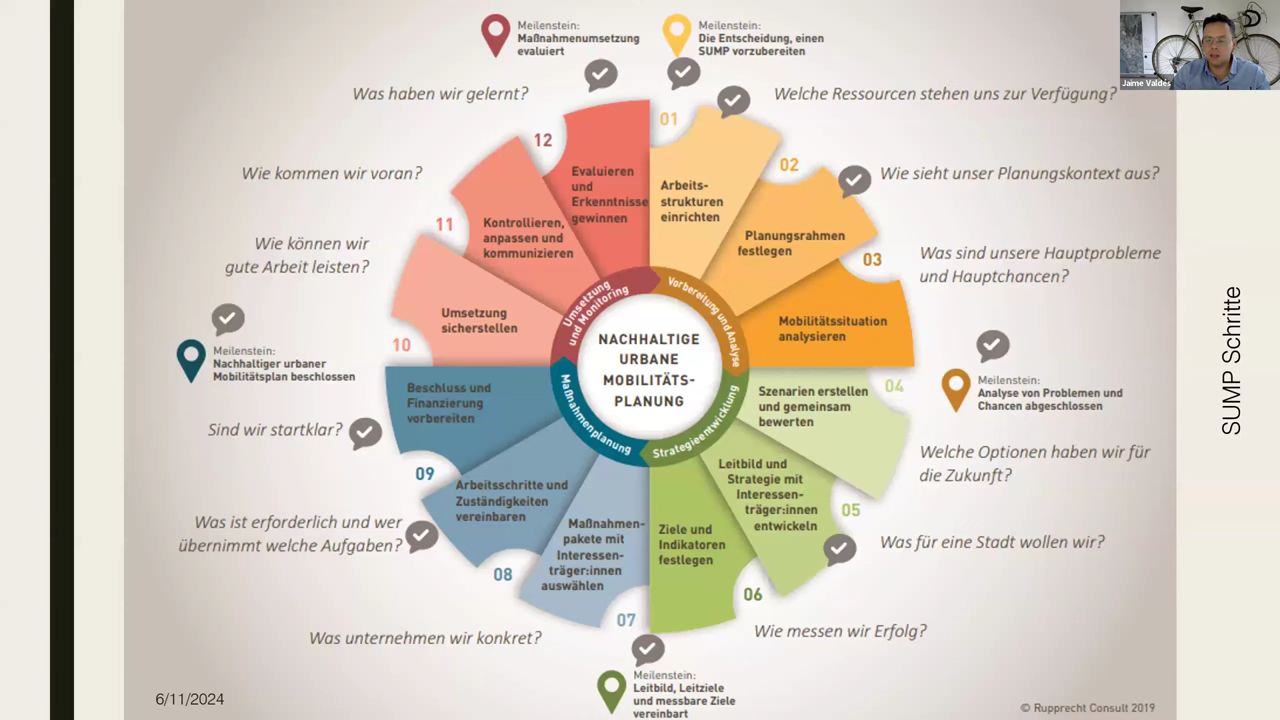 Meilenstein:
Maßnahmenumsetzung
evaluiert
Meilenstein:
Die Entscheidung, einen
SUMP vorzubereiten
Jaime Valdés
Was haben wir gelernt?
Welche Ressourcen stehen uns zur Verfügung?
Wie kommen wir voran?
Wie sieht unser Planungskontext aus?
Wie können wir
gute Arbeit leisten?
Was sind unsere Hauptprobleme
und Hauptchancen?
01
Arbeits-
strukturen
einrichten
02
Planungsrahmen
festlegen
03
Mobilitätssituation
analysieren
Meilenstein:
Analyse von Problemen und
Chancen abgeschlossen
04
Szenarien erstellen
und gemeinsam
bewerten
Welche Optionen haben wir für
die Zukunft?
05
Leitbild und
Strategie mit
Interessen-
träger:innen
entwickeln
Was für eine Stadt wollen wir?
06
Ziele und
Indikatoren
festlegen
Wie messen wir Erfolg?
Meilenstein:
Leitbild, Leitziele
und messbare Ziele
vereinbart
07
Maßnahmen-
pakete mit
Interessen-
träger:innen
auswählen
Was unternehmen wir konkret?
08
Arbeitsschritte und
Zuständigkeiten
vereinbaren
Was ist erforderlich und wer
übernimmt welche Aufgaben?
09
Beschluss und
Finanzierung
vorbereiten
Sind wir startklar?
Meilenstein:
Nachhaltiger urbaner
Mobilitätsplan beschlossen
10
Umsetzung
sicherstellen
11
Kontrollieren,
anpassen und
kommunizieren
12
Evaluieren
und
Erkenntnisse
gewinnen
Vorbereitung und Analyse
Strategieentwicklung
Maßnahmenplanung
Umsetzung
und Monitoring
NACHHALTIGE
URBANE
MOBILITÄTS-
PLANUNG
SUMP Schritte
6/11/2024
© Rupprecht Consult 2019